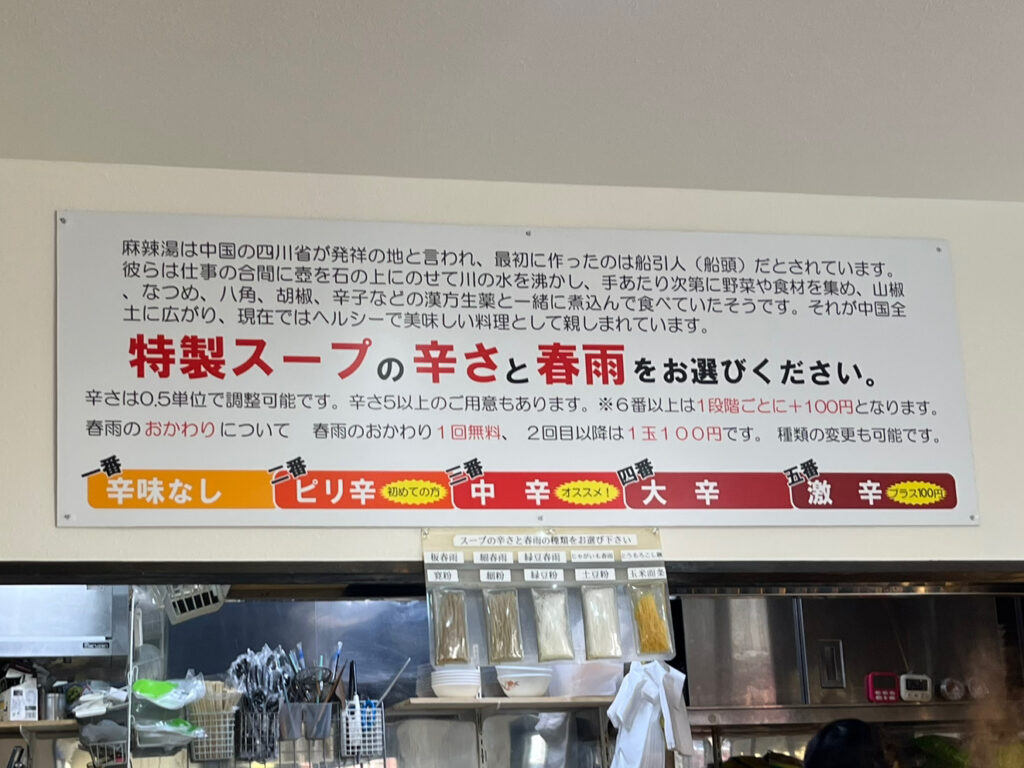 麻辣湯は中国の四川省が発祥の地と言われ、最初に作ったのは船引人（船頭）だとされています。
彼らは仕事の合間に壺を石の上にのせて川の水を沸かし、手あたり次第に野菜や食材を集め、山椒
、なつめ、八角、胡椒、辛子などの漢方生薬と一緒に煮込んで食べていたそうです。それが中国全
土に広がり、現在ではヘルシーで美味しい料理として親しまれています。
特製スープの辛さと春雨をお選びください。
辛さは0.5単位で調整可能です。辛さ5以上のご用意もあります。※６番以上は1段階ごとに＋100円となります。
春雨のおかわりについて　春雨のおかわり１回無料、２回目以降は１玉１００円です。種類の変更も可能です。
一番 二番 三番 四番 五番
辛味なし ピリ辛 初めての方 中辛 オススメ！ 大辛 激辛 プラス100円
スープの辛さと春雨の種類をお選び下さい
板春雨 細春雨 緑豆春雨 じゃがいも春雨 とうもろこし麺
寛粉 細粉 緑豆粉 土豆粉 玉米面条